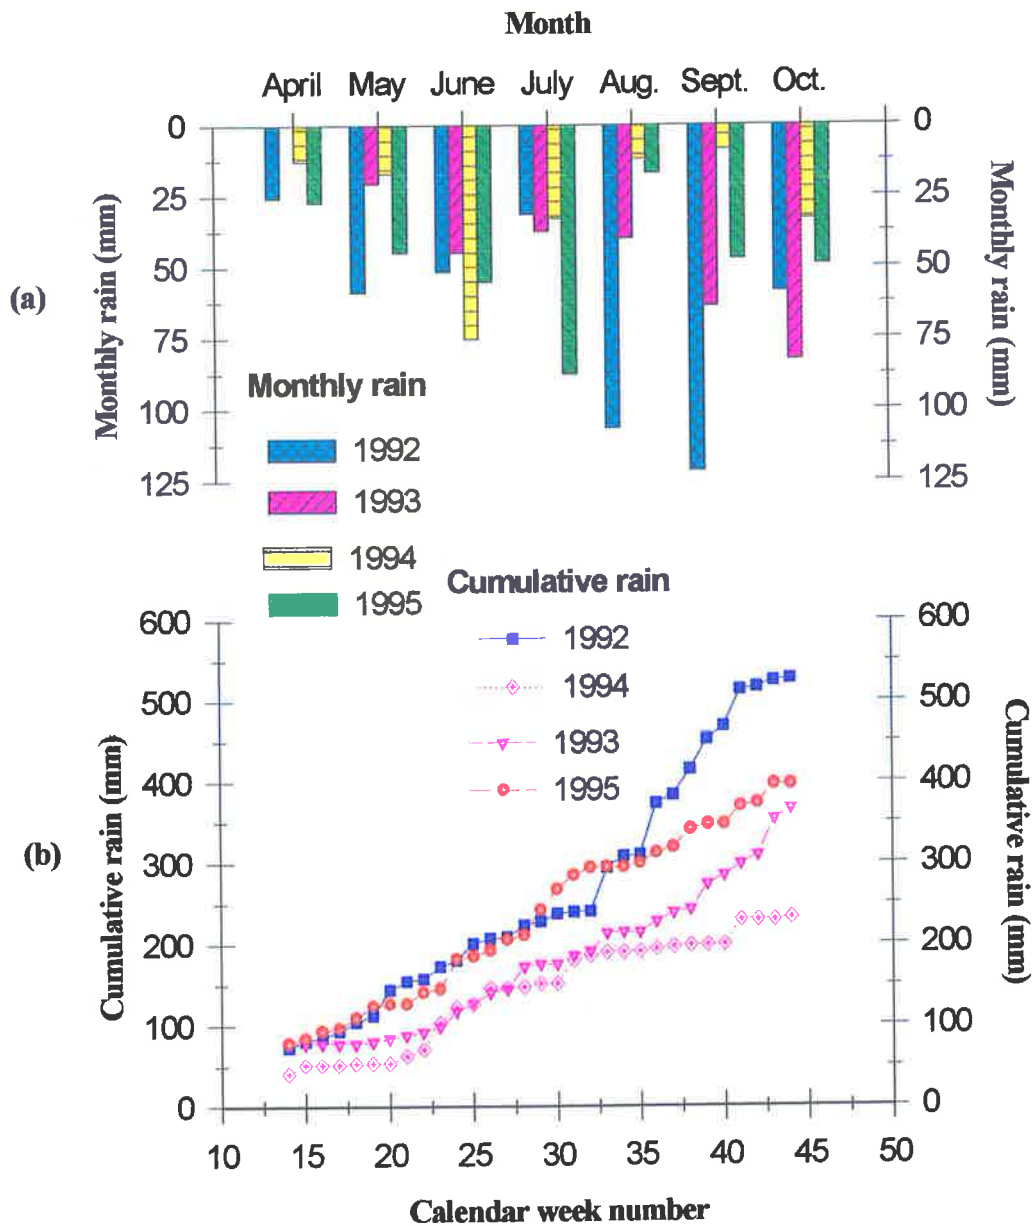 Month
April May June July Aug. Sept. Oct.
0 0
25 25
50 50
75 75
100 100
125 125
Monthly rain (mm)
Monthly rain (mm)
(a)
Monthly rain
1992
1993
1994
1995
Cumulative rain
1992
1994
1993
1995
600 600
500 500
400 400
300 300
200 200
100 100
0 0
Cumulative rain (mm)
Cumulative rain (mm)
(b)
10 15 20 25 30 35 40 45 50
Calendar week number